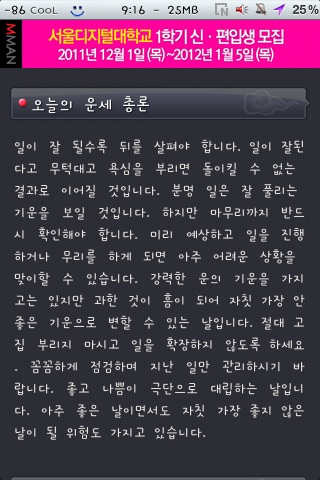 -86 CooL 9:16 - 25MB 25%
MMAN
서울디지털대학교 1학기 신 · 편입생 모집
2011년 12월 1일(목)~2012년 1월 5일(목)
오늘의 운세 총론
일이 잘 될수록 뒤를 살펴야 합니다. 일이 잘된
다고 무턱대고 욕심을 부리면 돌이킬 수 없는
결과로 이어질 것입니다. 분명 일은 잘 풀리는
기운을 보일 것입니다. 하지만 마무리까지 반드
시 확인해야 합니다. 미리 예상하고 일을 진행
하거나 무리를 하게 되면 아주 어려운 상황을
맞이할 수 있습니다. 강력한 운의 기운을 가지
고는 있지만 과한 것이 흠이 되어 자칫 가장 안
좋은 기운으로 변할 수 있는 날입니다. 절대 고
집 부리지 마시고 일을 확장하지 않도록 하세요
. 꼼꼼하게 점검하며 지난 일만 관리하시기 바
랍니다. 좋고 나쁨이 극단으로 대립하는 날입니
다. 아주 좋은 날이면서도 자칫 가장 좋지 않은
날이 될 위험도 가지고 있습니다.